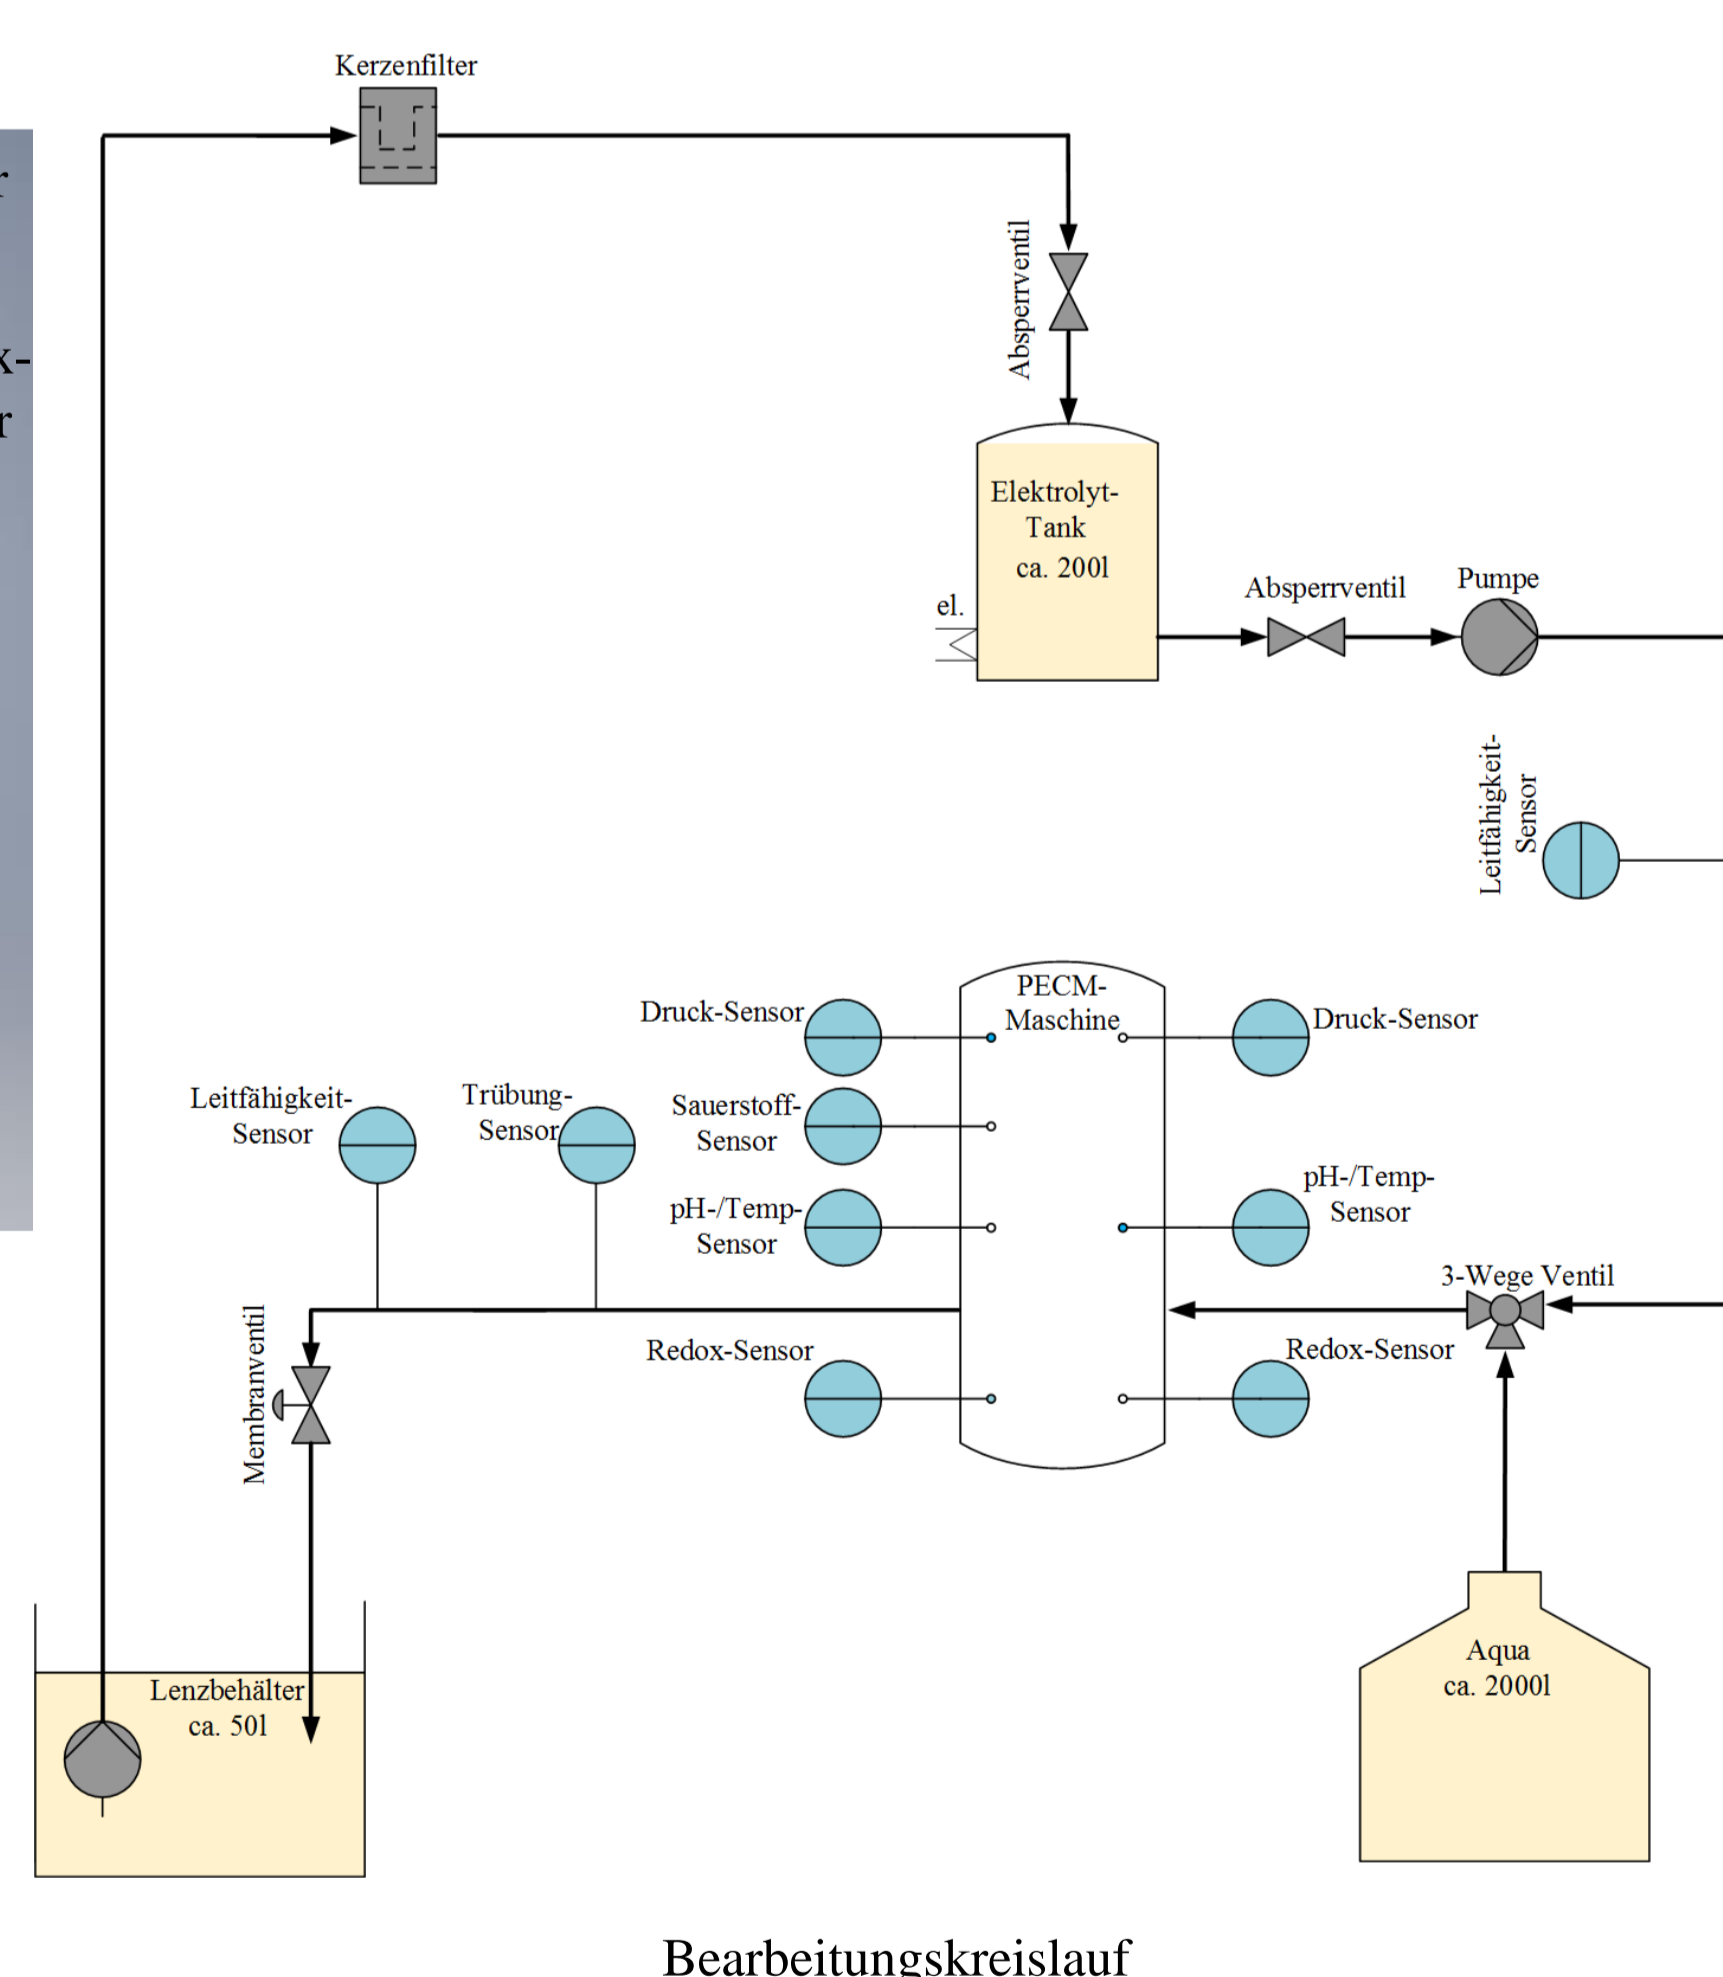 Kerzenfilter
r
x-
r
Absperrventil
Elektrolyt-
Tank
ca. 200l
el.
Absperrventil
Pumpe
Leitfähigkeit-
Sensor
PECM-
Maschine
Druck-Sensor
Druck-Sensor
Leitfähigkeit-
Sensor
Trübung-
Sensor
Sauerstoff-
Sensor
pH-/Temp-
Sensor
pH-/Temp-
Sensor
3-Wege Ventil
Membranventil
Redox-Sensor
Redox-Sensor
Lenzbehälter
ca. 50l
Aqua
ca. 2000l
Bearbeitungskreislauf